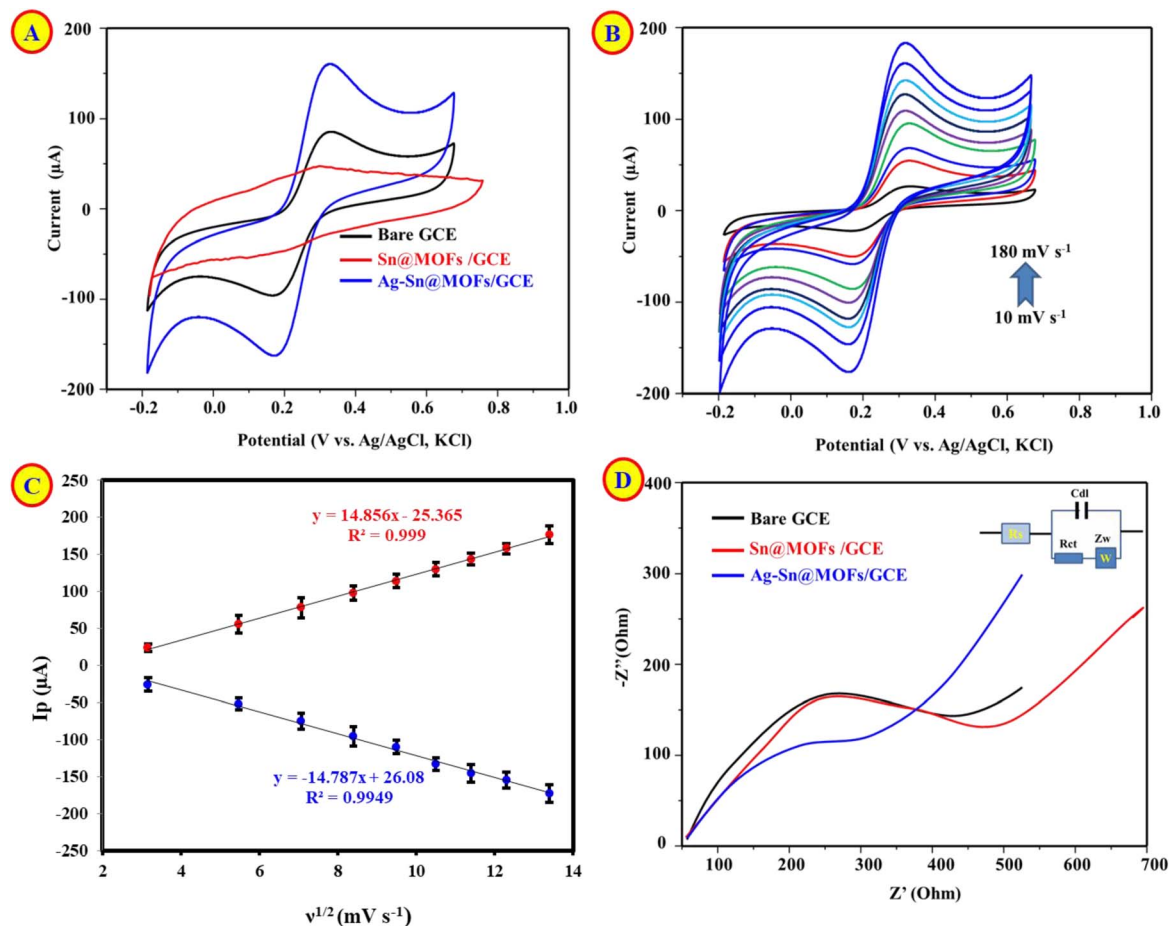 A
200
100
0
-100
-200
Current (µA)
-0.2 0.0 0.2 0.4 0.6 0.8 1.0
Potential (V vs. Ag/AgCl, KCl)
Bare GCE
Sn@MOFs /GCE
Ag-Sn@MOFs/GCE
B
200
100
0
-100
-200
Current (µA)
-0.2 0.0 0.2 0.4 0.6 0.8 1.0
Potential (V vs. Ag/AgCl, KCl)
180 mV s-1
10 mV s-1
C
250
200
150
100
50
0
-50
-100
-150
-200
-250
Ip (µA)
2 4 6 8 10 12 14
ν1/2 (mV s-1)
y = 14.856x - 25.365
R² = 0.999
y = -14.787x + 26.08
R² = 0.9949
D
400
300
200
100
0
-Z” (Ohm)
100 200 300 400 500 600 700
Z’ (Ohm)
Bare GCE
Sn@MOFs /GCE
Ag-Sn@MOFs/GCE
Cdl
Rs
Rct
Zw
W